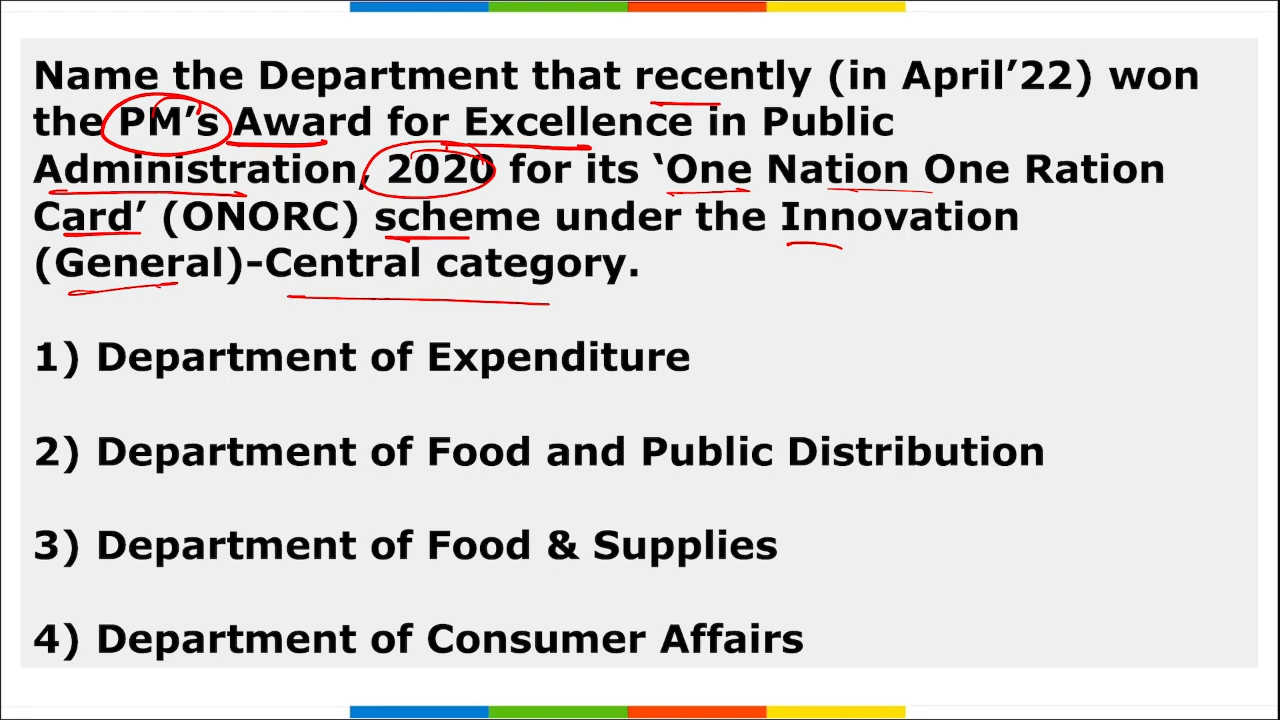 Name the Department that recently (in April’22) won
the PM’s Award for Excellence in Public
Administration, 2020 for its ‘One Nation One Ration
Card’ (ONORC) scheme under the Innovation
(General)-Central category.
1) Department of Expenditure
2) Department of Food and Public Distribution
3) Department of Food & Supplies
4) Department of Consumer Affairs